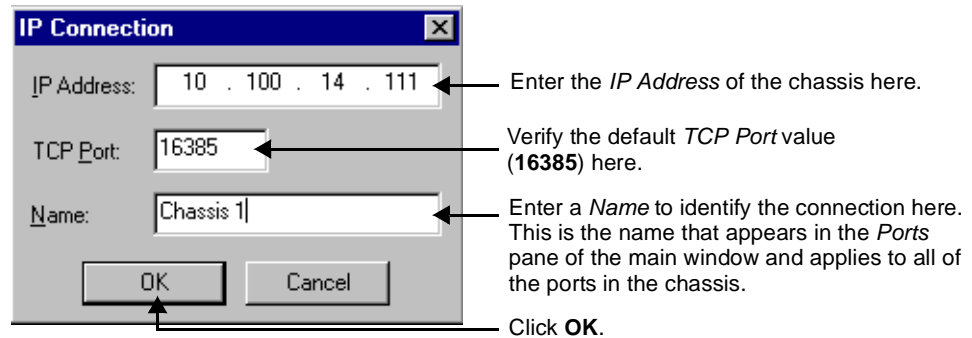 IP Connection
IP Address: 10 . 100 . 14 . 111
Enter the IP Address of the chassis here.
TCP Port: 16385
Verify the default TCP Port value
(16385) here.
Name: Chassis 1
Enter a Name to identify the connection here.
This is the name that appears in the Ports
pane of the main window and applies to all of
the ports in the chassis.
OK Cancel
Click OK.